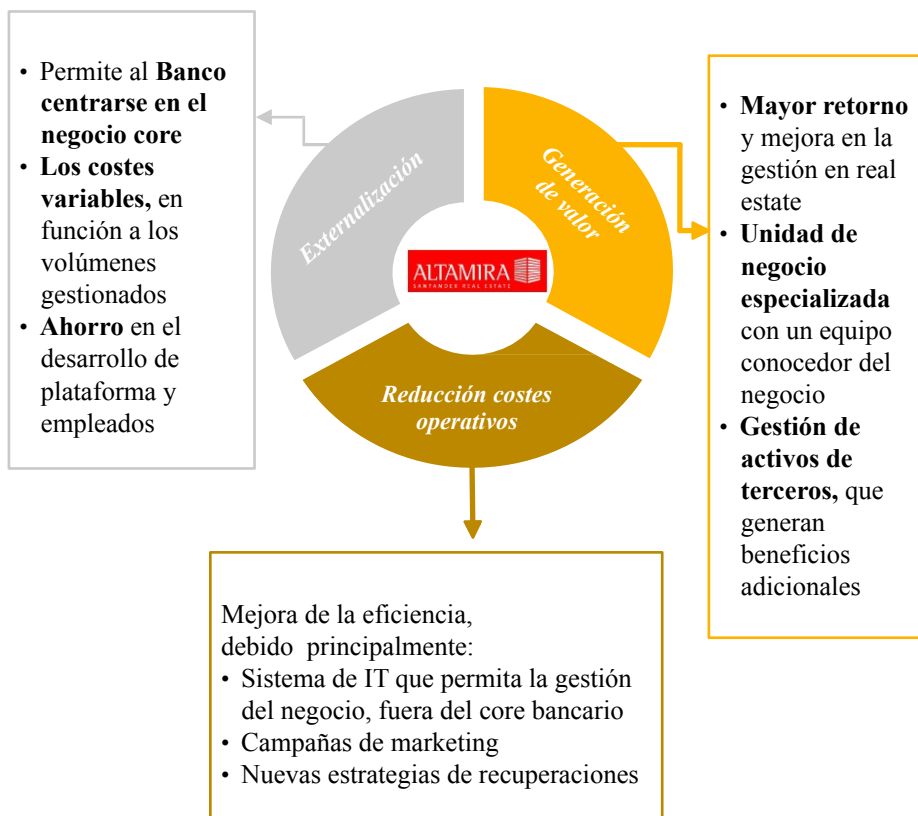 • Permite al Banco
centrarse en el
negocio core
• Los costes
variables, en
función a los
volúmenes
gestionados
• Ahorro en el
desarrollo de
plataforma y
empleados
Externalización
Generación
de valor
ALTAMIRA
SANTANDER REAL ESTATE
Reducción costes
operativos
• Mayor retorno
y mejora en la
gestión en real
estate
• Unidad de
negocio
especializada
con un equipo
conocedor del
negocio
• Gestión de
activos de
terceros, que
generan
beneficios
adicionales
Mejora de la eficiencia,
debido principalmente:
• Sistema de IT que permita la gestión
del negocio, fuera del core bancario
• Campañas de marketing
• Nuevas estrategias de recuperaciones